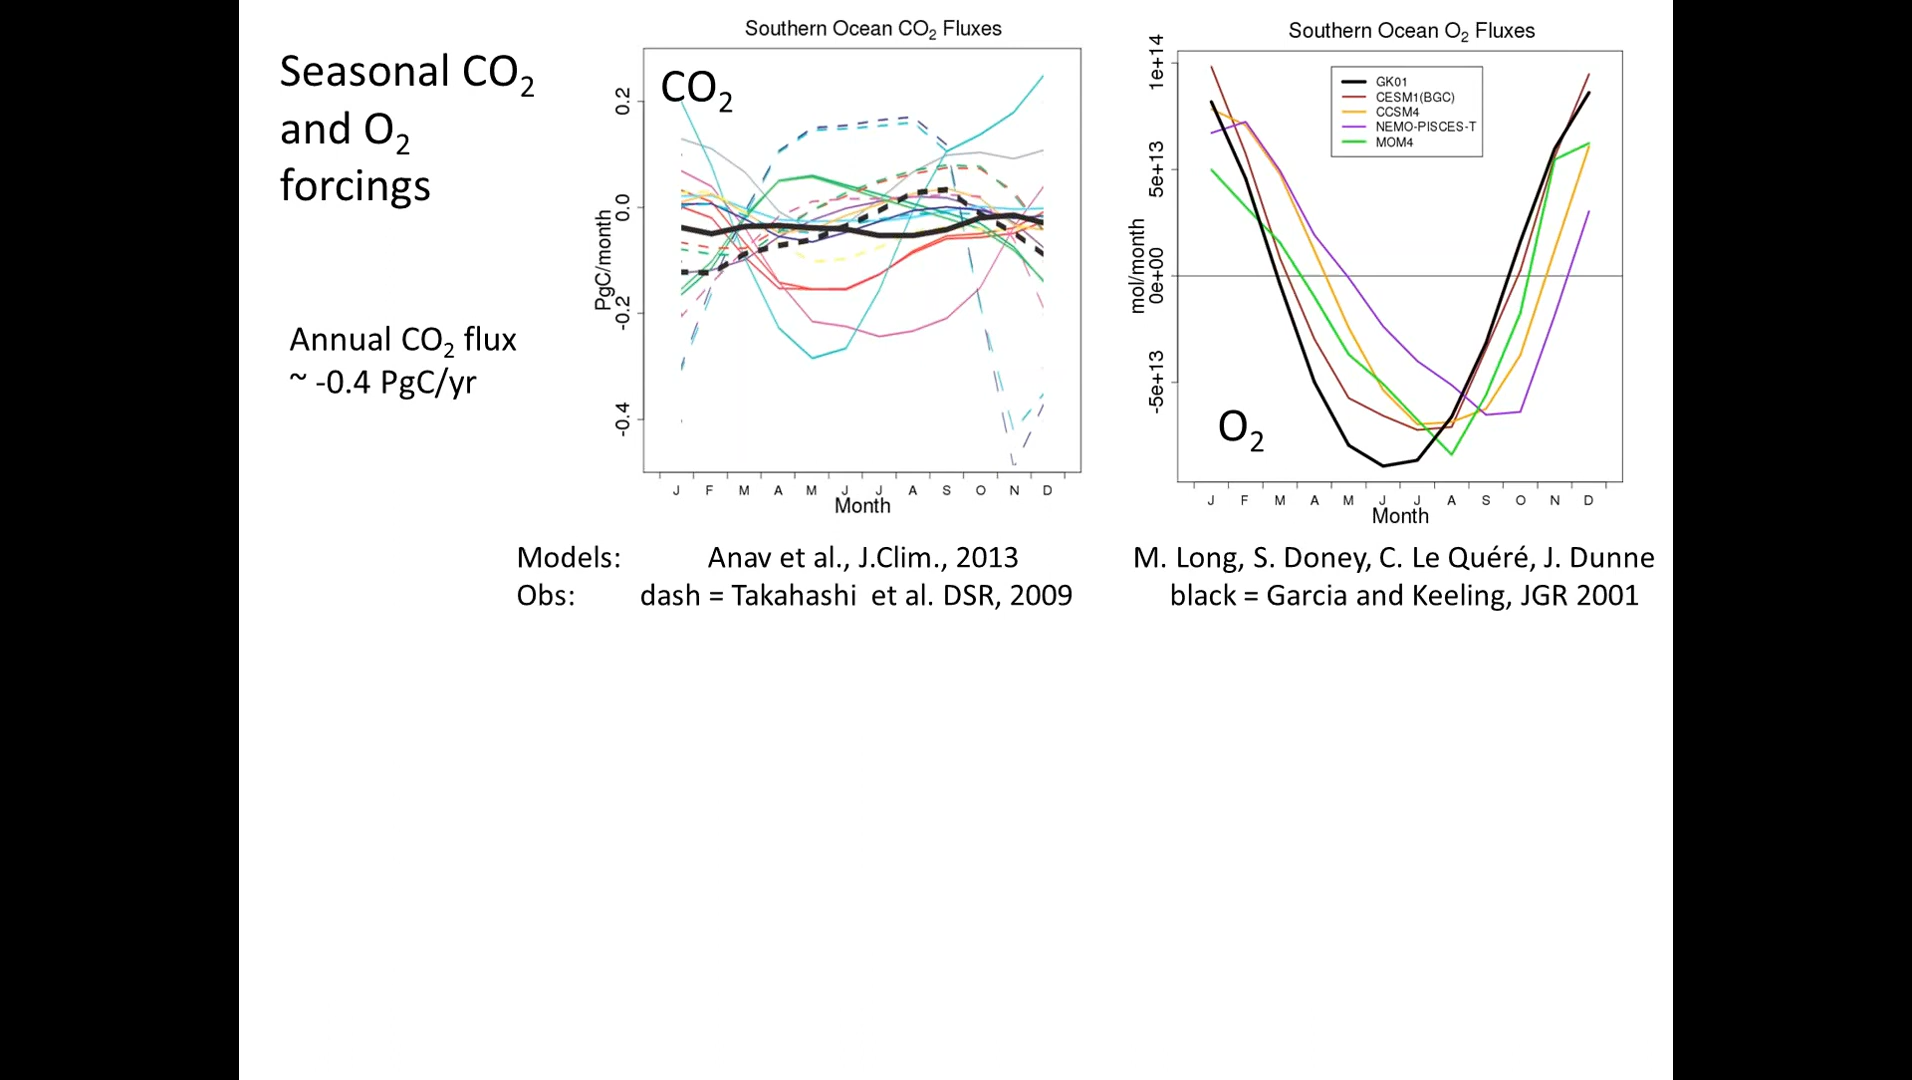 Seasonal CO2
and O2
forcings
Annual CO2 flux
~ -0.4 PgC/yr
Southern Ocean CO2 Fluxes
CO2
PgC/month
0.2
0.0
-0.2
-0.4
J F M A M J J A S O N D
Month
Southern Ocean O2 Fluxes
GK01
CESM1(BGC)
CCSM4
NEMO-PISCES-T
MOM4
O2
mol/month
1e+14
5e+13
0e+00
-5e+13
J F M A M J J A S O N D
Month
Models: Anav et al., J.Clim., 2013 M. Long, S. Doney, C. Le Quéré, J. Dunne
Obs: dash = Takahashi et al. DSR, 2009 black = Garcia and Keeling, JGR 2001